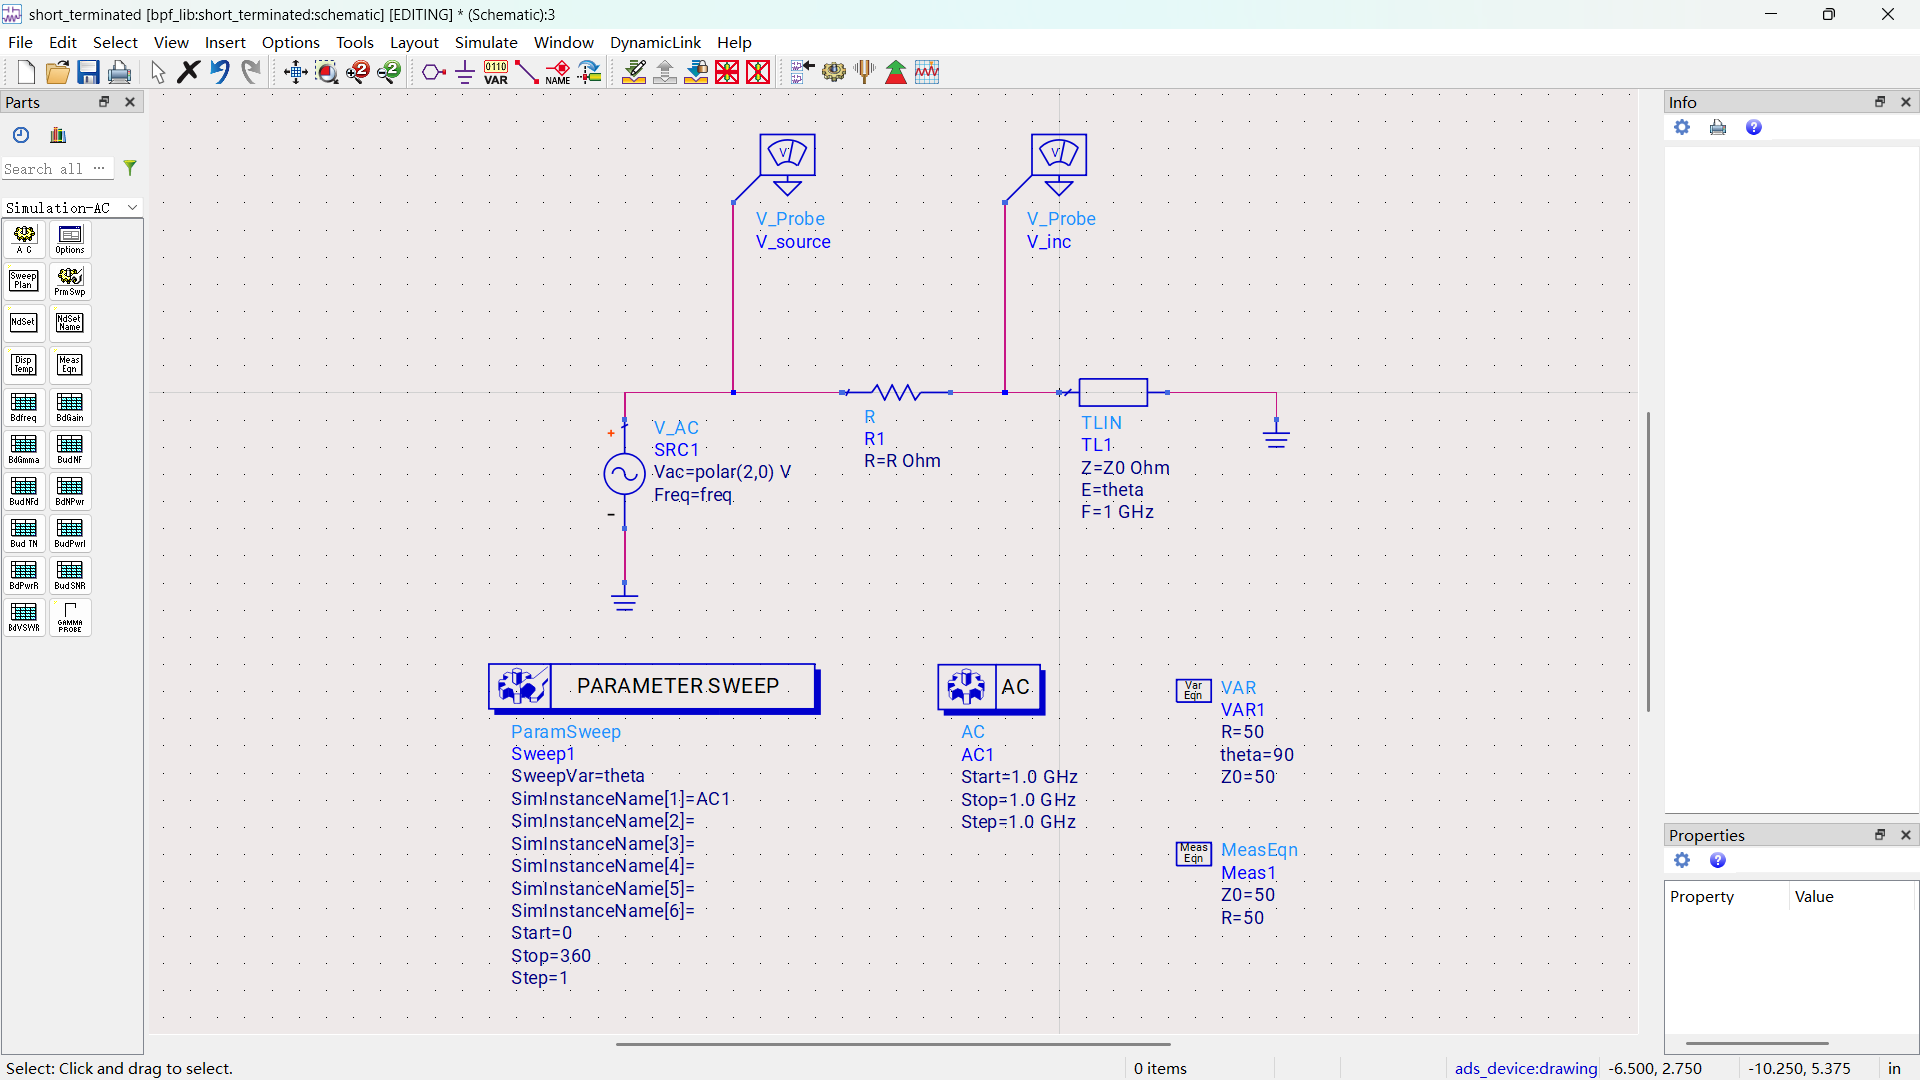 short_terminated [bpf_lib:short_terminated:schematic] [EDITING] * (Schematic):3
File Edit Select View Insert Options Tools Layout Simulate Window DynamicLink Help
0110
VAR
NAME
Parts
Search all ...
Simulation-AC
A C
Options
Sweep
Plan
Prm Swp
NdSet
NdSet
Name
Disp
Temp
Meas
Eqn
Bdfreq
BdGain
BdGmma
BudNF
BudNFd
BdNPwr
Bud TN
BudPwrI
BdPwrR
BudSNR
BdVSWR
GAMMA
PROBE
V
V_Probe
V_source
V
V_Probe
V_inc
+
-
V_AC
SRC1
Vac=polar(2,0) V
Freq=freq
R
R1
R=R Ohm
TLIN
TL1
Z=Z0 Ohm
E=theta
F=1 GHz
PARAMETER SWEEP
ParamSweep
Sweep1
SweepVar=theta
SimInstanceName[1]=AC1
SimInstanceName[2]=
SimInstanceName[3]=
SimInstanceName[4]=
SimInstanceName[5]=
SimInstanceName[6]=
Start=0
Stop=360
Step=1
AC
AC
AC1
Start=1.0 GHz
Stop=1.0 GHz
Step=1.0 GHz
Var
Eqn
VAR
VAR1
R=50
theta=90
Z0=50
Meas
Eqn
MeasEqn
Meas1
Z0=50
R=50
Info
Properties
Property Value
Select: Click and drag to select.
0 items
ads_device:drawing
-6.500, 2.750
-10.250, 5.375
in